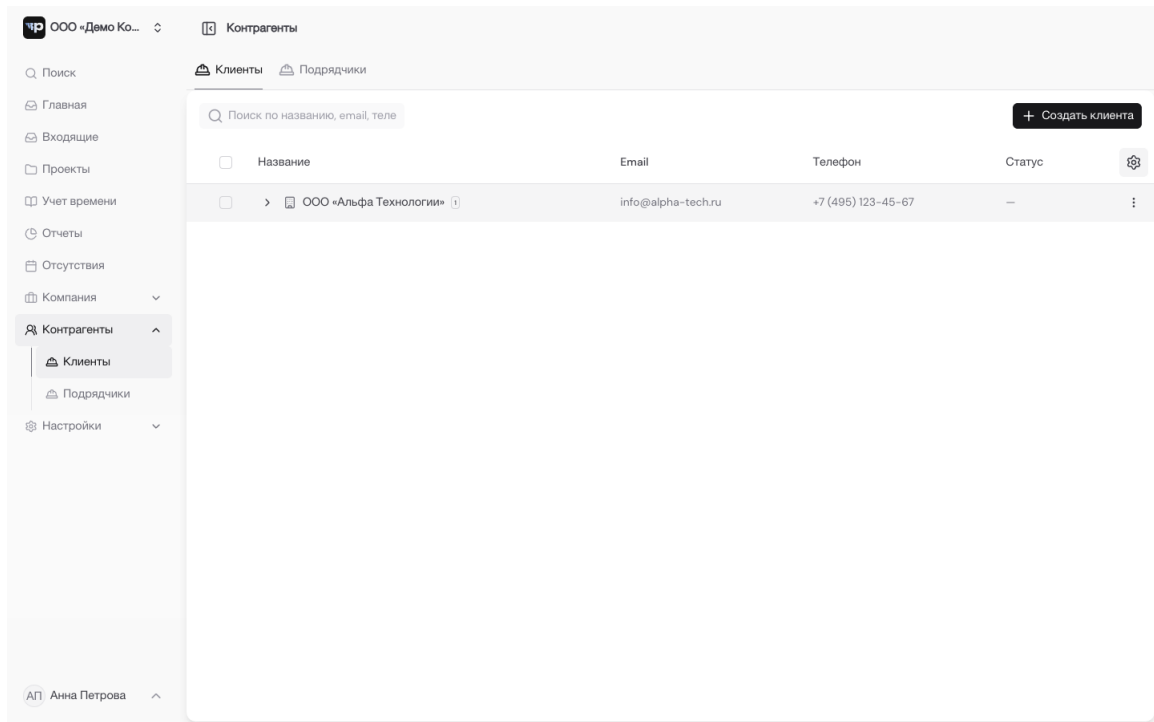 ООО «Демо Ко...
Контрагенты
Поиск
Главная
Входящие
Проекты
Учет времени
Отчеты
Отсутствия
Компания
Контрагенты
Клиенты
Подрядчики
Настройки
АП Анна Петрова
Клиенты Подрядчики
Поиск по названию, email, теле
+ Создать клиента
Название Email Телефон Статус
ООО «Альфа Технологии» 1 info@alpha-tech.ru +7 (495) 123-45-67 —